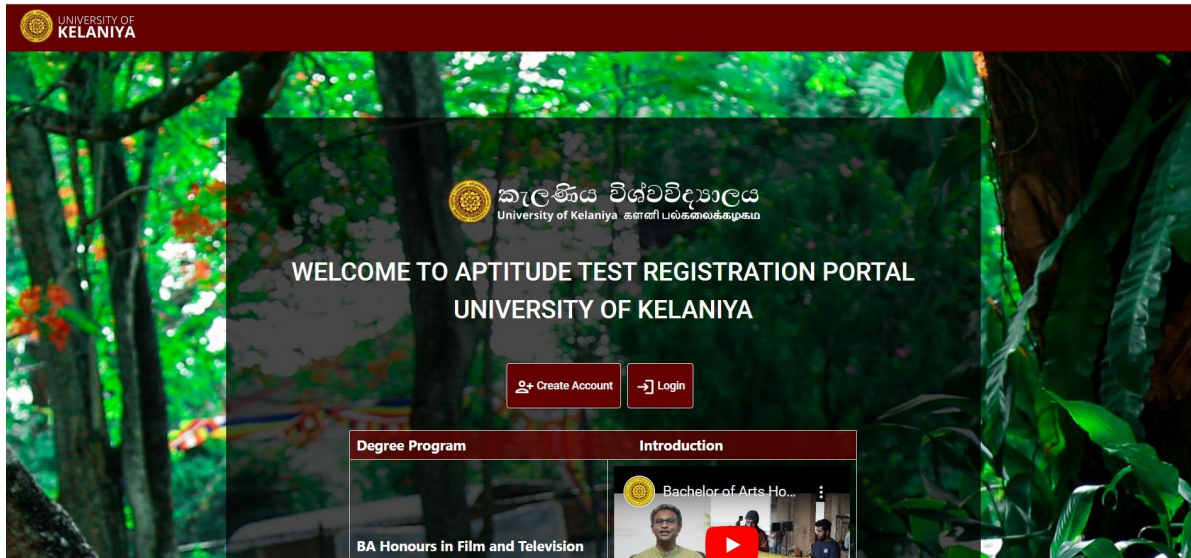 UNIVERSITY OF
KELANIYA
කැලණිය විශ්වවිද්‍යාලය
University of Kelaniya களனி பல்கலைக்கழகம்
WELCOME TO APTITUDE TEST REGISTRATION PORTAL
UNIVERSITY OF KELANIYA
Create Account
Login
Degree Program Introduction
Bachelor of Arts Ho...
BA Honours in Film and Television